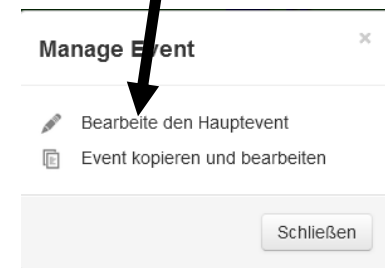 Manage Event
×
Bearbeite den Hauptevent
Event kopieren und bearbeiten
Schließen